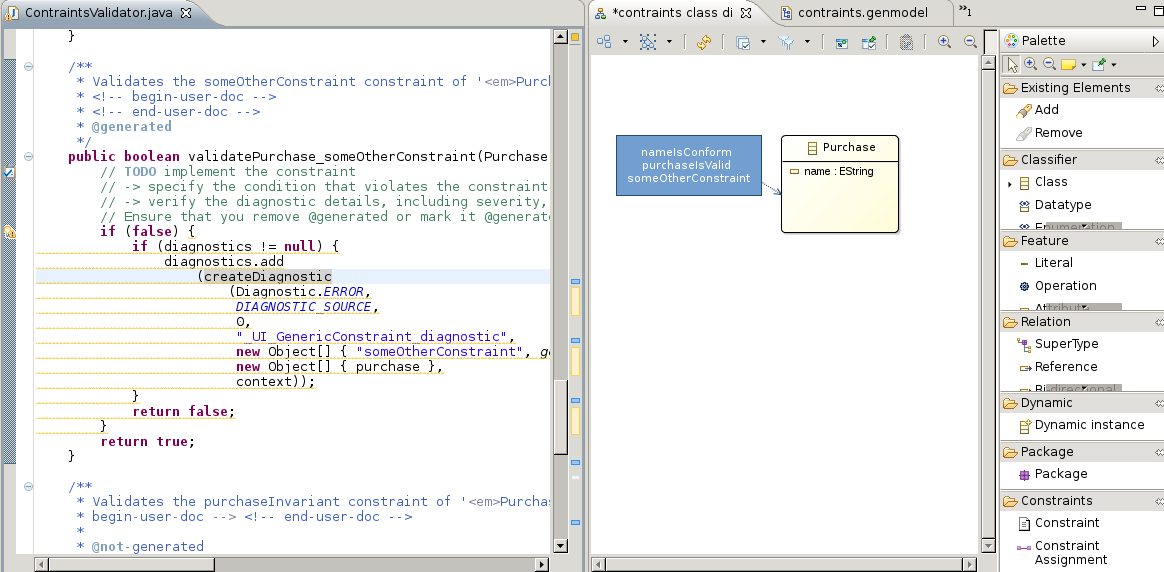 ContraintsValidator.java
}
/**
* Validates the someOtherConstraint constraint of '<em>Purc
* <!-- begin-user-doc -->
* <!-- end-user-doc -->
* @generated
*/
public boolean validatePurchase_someOtherConstraint(Purchase
// TODO implement the constraint
// -> specify the condition that violates the constraint
// -> verify the diagnostic details, including severity,
// Ensure that you remove @generated or mark it @generate
if (false) {
if (diagnostics != null) {
diagnostics.add
(createDiagnostic
(Diagnostic.ERROR,
DIAGNOSTIC_SOURCE,
0,
"_UI_GenericConstraint_diagnostic",
new Object[] { "someOtherConstraint", ge
new Object[] { purchase },
context));
}
return false;
}
return true;
}
/**
* Validates the purchaseInvariant constraint of '<em>Purcha
* begin-user-doc --> <!-- end-user-doc -->
*
* @not-generated
*contraints class di
contraints.genmodel
»1
nameIsConform
purchaseIsValid
someOtherConstraint
Purchase
name : EString
Palette
Existing Elements
Add
Remove
Classifier
Class
Datatype
Enumeration
Feature
Literal
Operation
Attribute
Relation
SuperType
Reference
Bi-directional
Dynamic
Dynamic instance
Package
Package
Constraints
Constraint
Constraint
Assignment